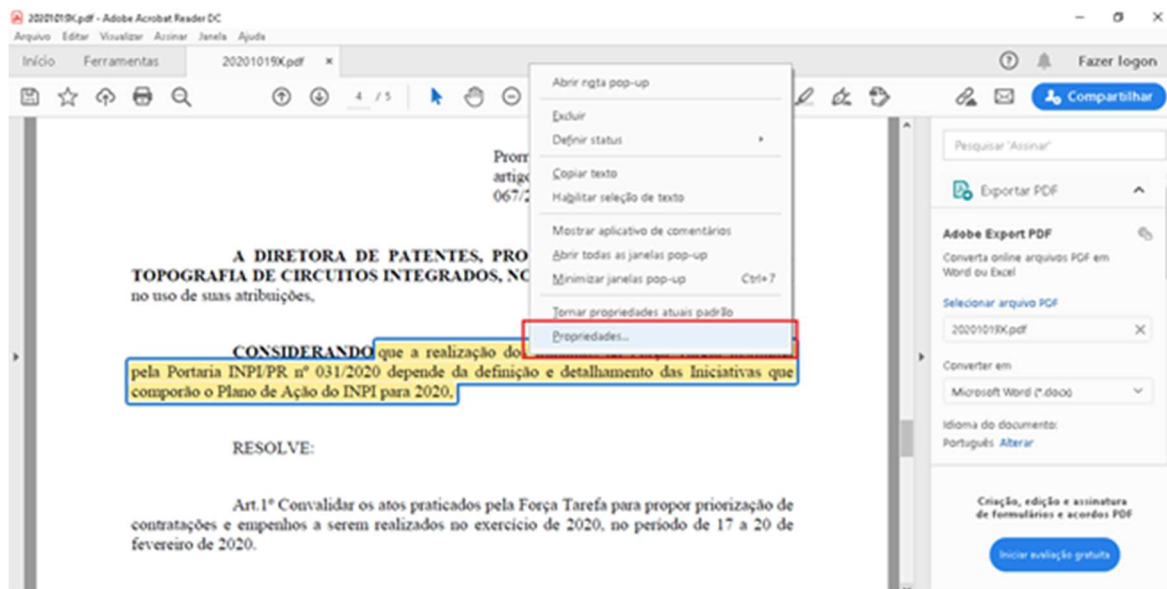 20201019X.pdf - Adobe Acrobat Reader DC
Arquivo Editar Visualizar Assinar Janela Ajuda
Início Ferramentas 20201019X.pdf × Fazer logon
4 / 5 Compartilhar
Abrir nota pop-up
Excluir
Definir status
Copiar texto
Habilitar seleção de texto
Mostrar aplicativo de comentários
Abrir todas as janelas pop-up
Minimizar janelas pop-up Ctrl+7
Tornar propriedades atuais padrão
Propriedades...
Prorr
artigo
067/2
A DIRETORA DE PATENTES, PRO
TOPOGRAFIA DE CIRCUITOS INTEGRADOS, NO
no uso de suas atribuições,
CONSIDERANDO que a realização do
pela Portaria INPI/PR nº 031/2020 depende da definição e detalhamento das Iniciativas que
comporão o Plano de Ação do INPI para 2020,
RESOLVE:
Art.1º Convalidar os atos praticados pela Força Tarefa para propor priorização de
contratações e empenhos a serem realizados no exercício de 2020, no período de 17 a 20 de
fevereiro de 2020.
Pesquisar 'Assinar'
Exportar PDF
Adobe Export PDF
Converta online arquivos PDF em
Word ou Excel
Selecionar arquivo PDF
20201019X.pdf ×
Converter em
Microsoft Word (*.docx)
Idioma do documento:
Português Alterar
Criação, edição e assinatura
de formulários e acordos PDF
Iniciar avaliação gratuita